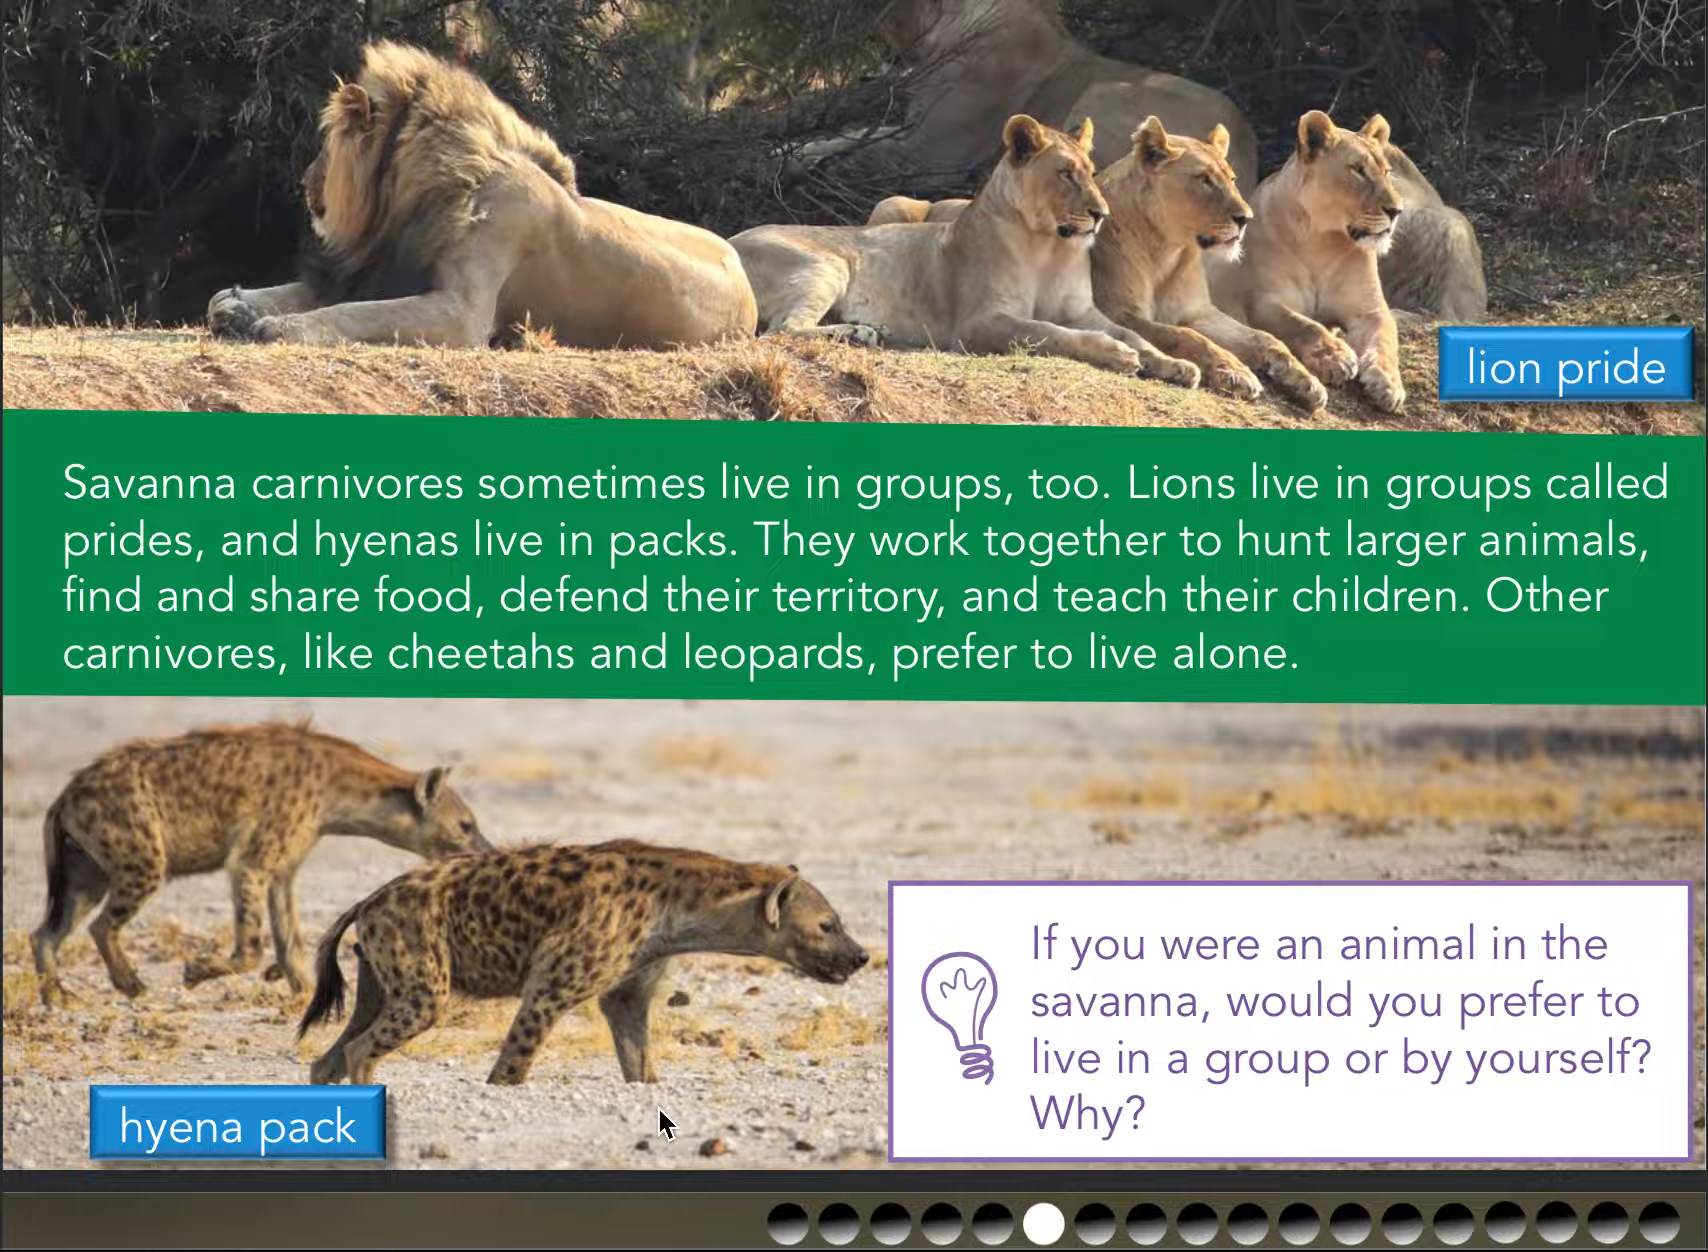 lion pride
Savanna carnivores sometimes live in groups, too. Lions live in groups called
prides, and hyenas live in packs. They work together to hunt larger animals,
find and share food, defend their territory, and teach their children. Other
carnivores, like cheetahs and leopards, prefer to live alone.
If you were an animal in the
savanna, would you prefer to
live in a group or by yourself?
Why?
hyena pack